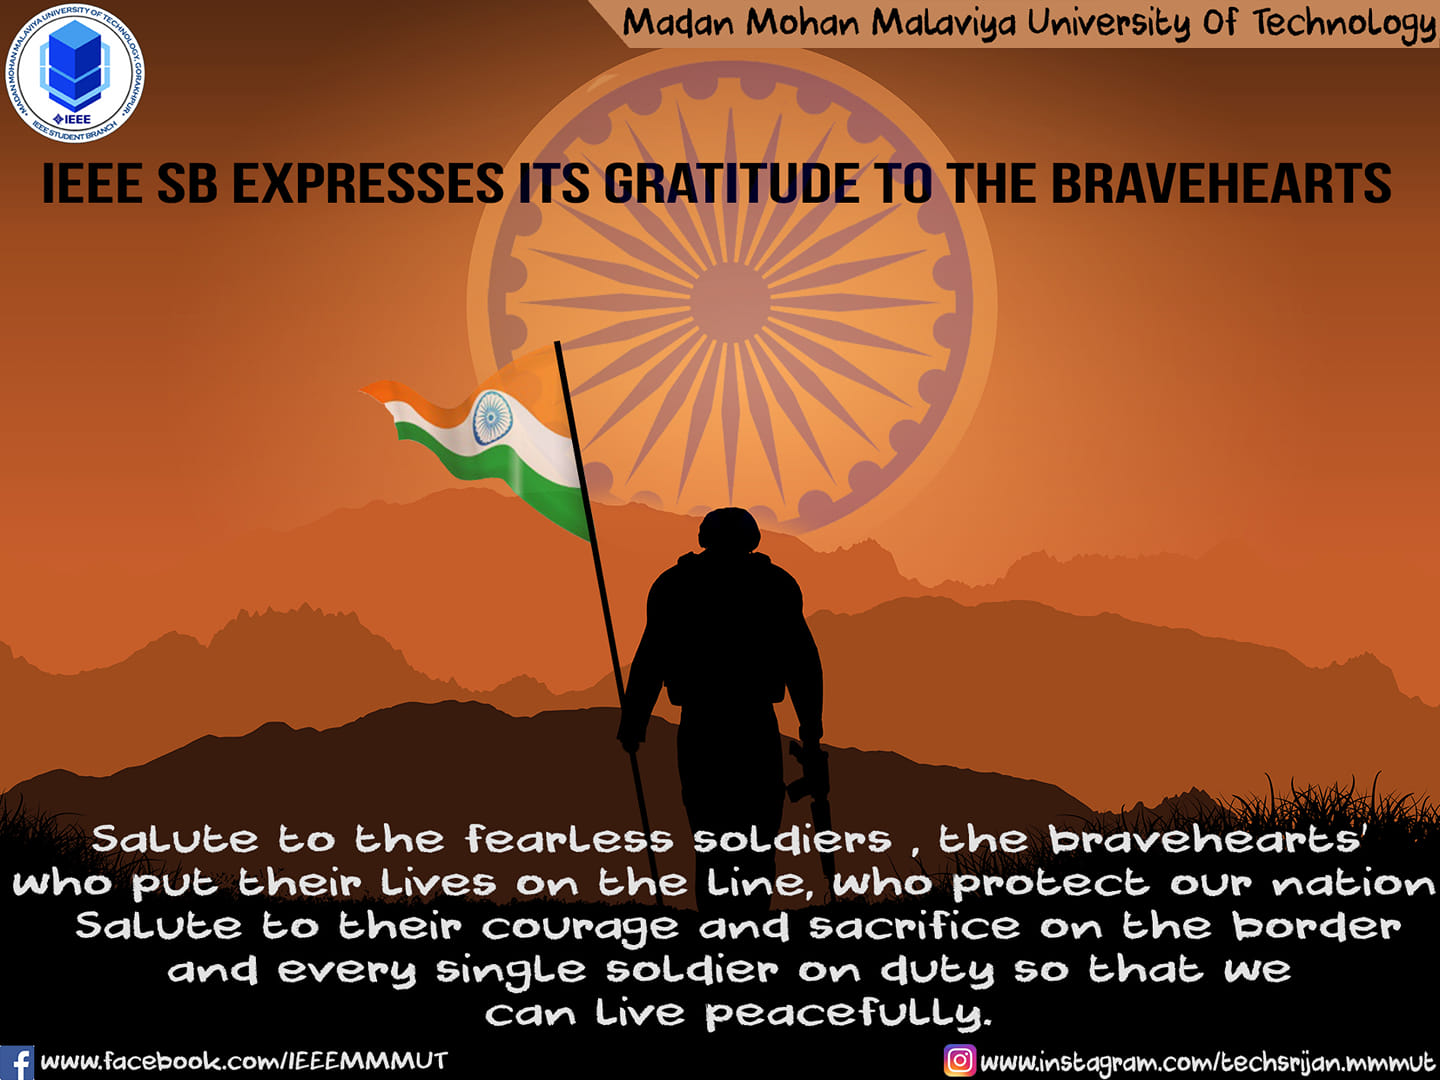 MADAN MOHAN MALAVIYA UNIVERSITY OF TECHNOLOGY, GORAKHPUR
IEEE
IEEE STUDENT BRANCH
Madan Mohan Malaviya University Of Technology
IEEE SB EXPRESSES ITS GRATITUDE TO THE BRAVEHEARTS
Salute to the fearless soldiers , the bravehearts'
who put their lives on the line, who protect our nation
Salute to their courage and sacrifice on the border
and every single soldier on duty so that we
can live peacefully.
www.facebook.com/IEEEMMMUT
www.instagram.com/techsrijan.mmmut